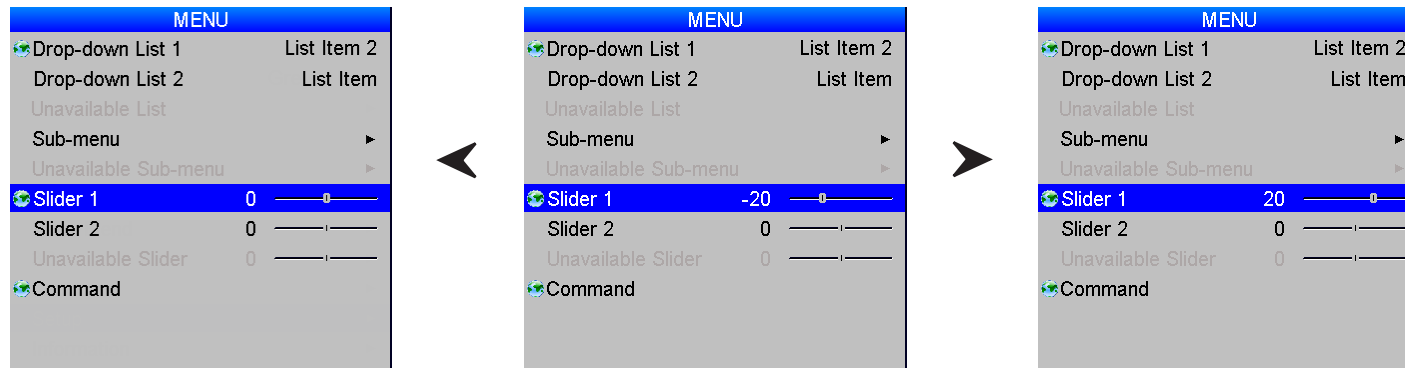 MENU
Drop-down List 1 List Item 2
Drop-down List 2 List Item
Unavailable List
Sub-menu
Unavailable Sub-menu
Slider 1 0
Slider 2 0
Unavailable Slider 0
Command
MENU
Drop-down List 1 List Item 2
Drop-down List 2 List Item
Unavailable List
Sub-menu
Unavailable Sub-menu
Slider 1 -20
Slider 2 0
Unavailable Slider 0
Command
MENU
Drop-down List 1 List Item 2
Drop-down List 2 List Item
Unavailable List
Sub-menu
Unavailable Sub-menu
Slider 1 20
Slider 2 0
Unavailable Slider 0
Command